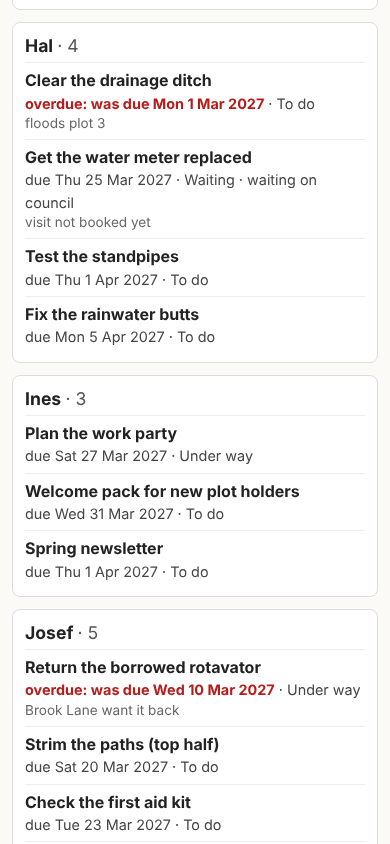 Hal · 4
Clear the drainage ditch
overdue: was due Mon 1 Mar 2027 · To do
floods plot 3
Get the water meter replaced
due Thu 25 Mar 2027 · Waiting · waiting on
council
visit not booked yet
Test the standpipes
due Thu 1 Apr 2027 · To do
Fix the rainwater butts
due Mon 5 Apr 2027 · To do
Ines · 3
Plan the work party
due Sat 27 Mar 2027 · Under way
Welcome pack for new plot holders
due Wed 31 Mar 2027 · To do
Spring newsletter
due Thu 1 Apr 2027 · To do
Josef · 5
Return the borrowed rotavator
overdue: was due Wed 10 Mar 2027 · Under way
Brook Lane want it back
Strim the paths (top half)
due Sat 20 Mar 2027 · To do
Check the first aid kit
due Tue 23 Mar 2027 · To do